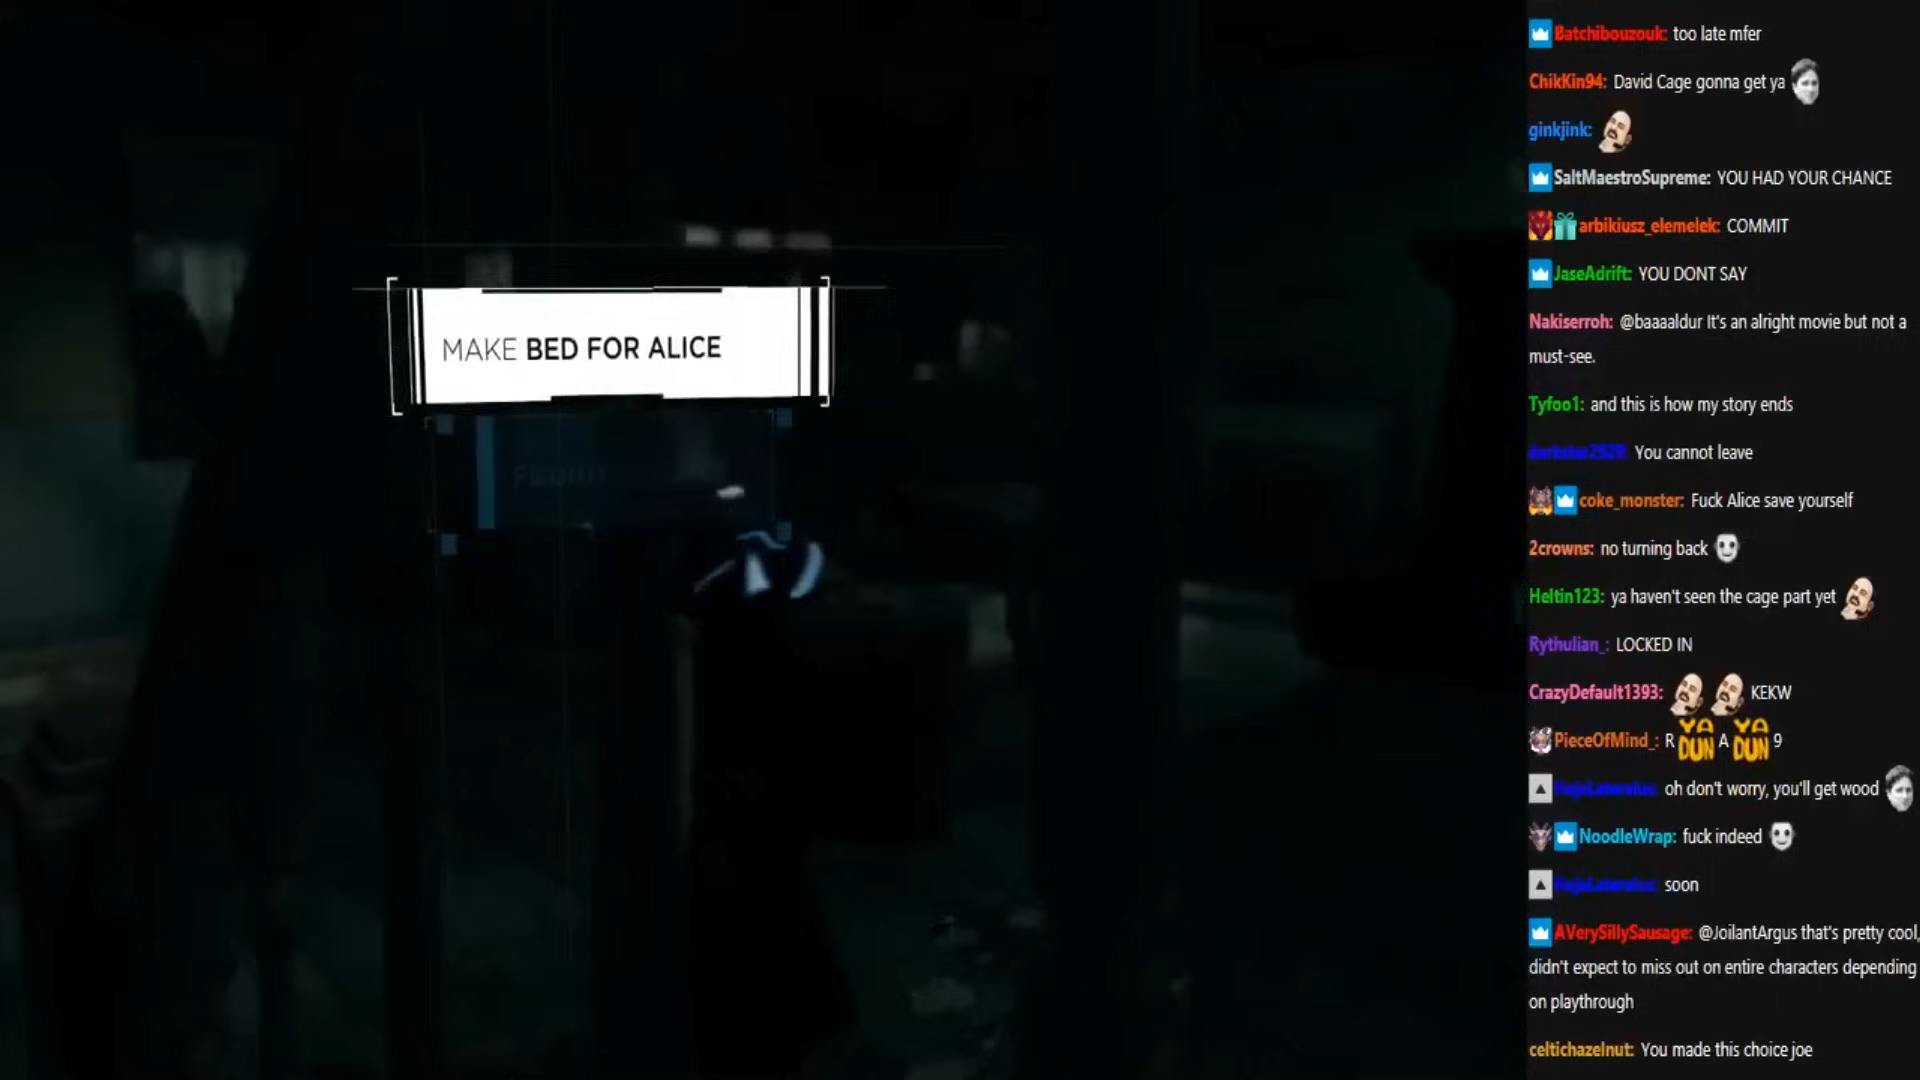 MAKE BED FOR ALICE
Batchibouzouk: too late mfer
ChikKin94: David Cage gonna get ya
ginkjink:
SaltMaestroSupreme: YOU HAD YOUR CHANCE
arbikiusz_elemelek: COMMIT
JaseAdrift: YOU DONT SAY
Nakiserroh: @baaaaldur It's an alright movie but not a
must-see.
Tyfoo1: and this is how my story ends
You cannot leave
coke_monster: Fuck Alice save yourself
2crowns: no turning back
Heltin123: ya haven't seen the cage part yet
Rythulian_: LOCKED IN
CrazyDefault1393: KEKW
PieceOfMind_: R YA DUN A YA DUN 9
oh don't worry, you'll get wood
NoodleWrap: fuck indeed
soon
AVerySillySausage: @JoilantArgus that's pretty cool,
didn't expect to miss out on entire characters depending
on playthrough
celtichazelnut: You made this choice joe